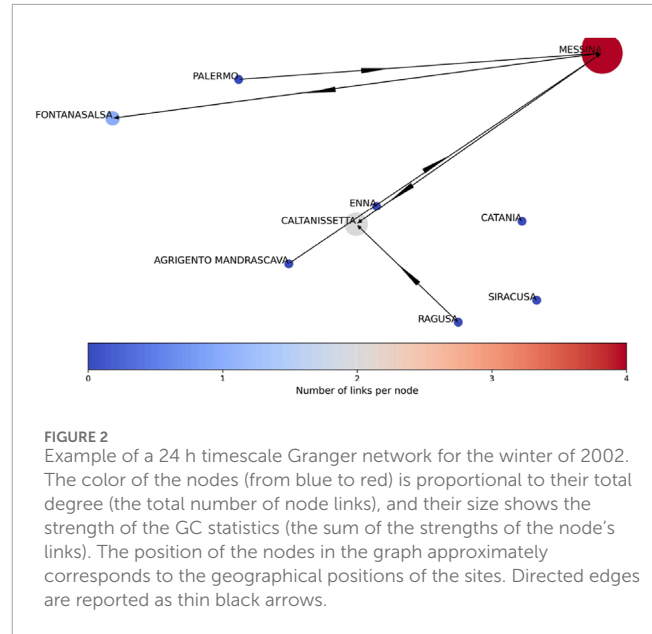 MESSINA
PALERMO
FONTANASALSA
ENNA
CALTANISSETTA
CATANIA
AGRIGENTO MANDRASCAVA
SIRACUSA
RAGUSA
0 1 2 3 4
Number of links per node
FIGURE 2
Example of a 24 h timescale Granger network for the winter of 2002.
The color of the nodes (from blue to red) is proportional to their total
degree (the total number of node links), and their size shows the
strength of the GC statistics (the sum of the strengths of the node's
links). The position of the nodes in the graph approximately
corresponds to the geographical positions of the sites. Directed edges
are reported as thin black arrows.